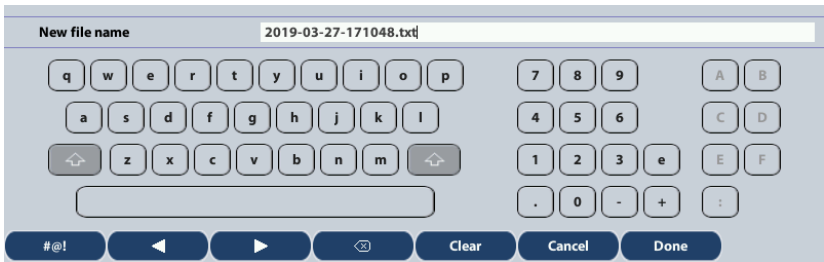 New file name 2019-03-27-171048.txt
q w e r t y u i o p 7 8 9 A B
a s d f g h j k l 4 5 6 C D
z x c v b n m 1 2 3 e E F
. 0 - + :
#@! Clear Cancel Done